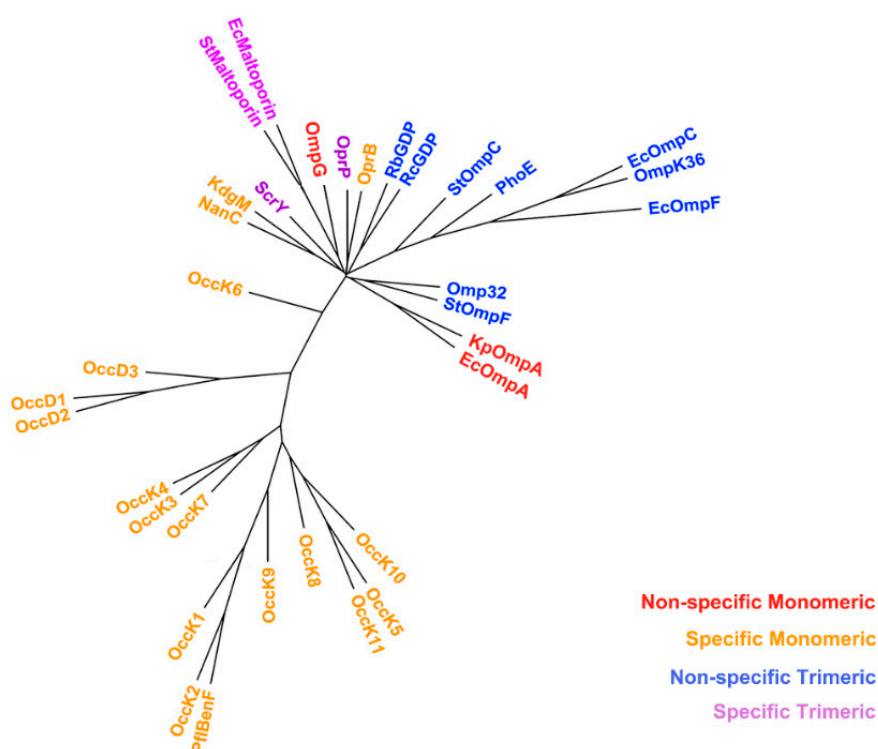 EcMaltoporin
StMaltoporin
OmpG
OprP
OprB
RbGDP
RcGDP
StOmpC
PhoE
EcOmpC
OmpK36
EcOmpF
ScrY
KdgM
NanC
OccK6
Omp32
StOmpF
KpOmpA
EcOmpA
OccD3
OccD1
OccD2
OccK4
OccK3
OccK7
OccK10
OccK8
OccK9
OccK5
OccK11
OccK1
OccK2
PflBenF
Non-specific Monomeric
Specific Monomeric
Non-specific Trimeric
Specific Trimeric